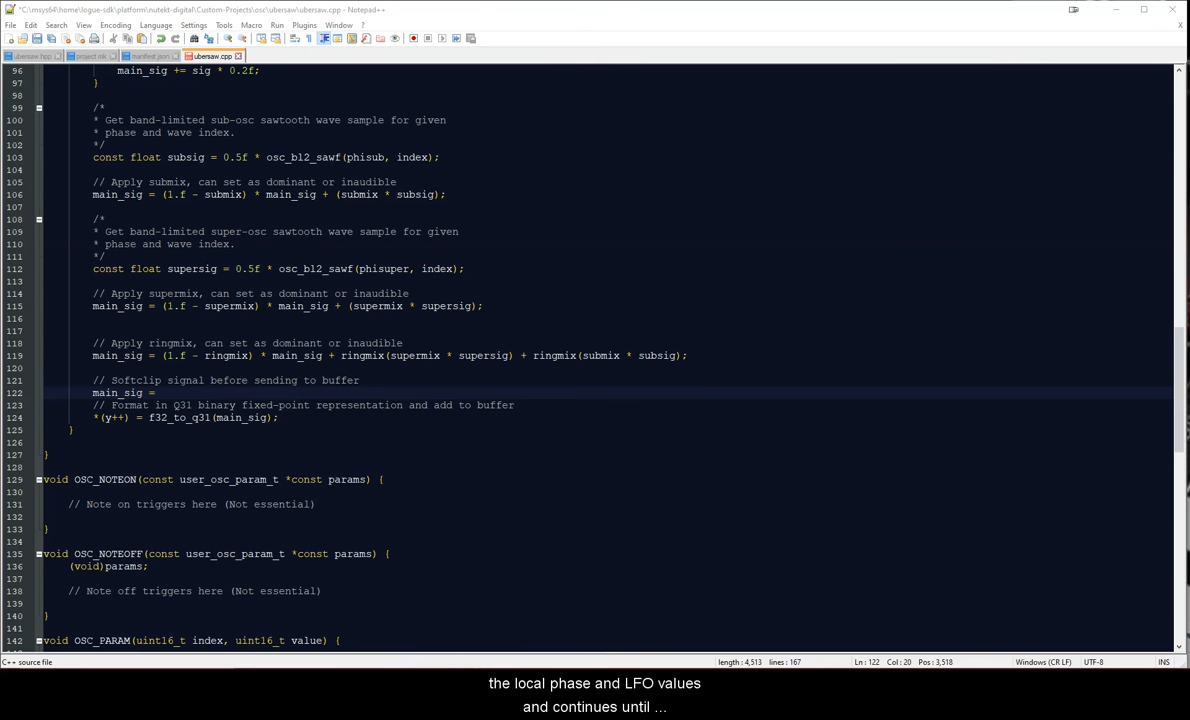 *C:\msys64\home\logue-sdk\platform\nutekt-digital\Custom-Projects\osc\ubersaw\ubersaw.cpp - Notepad++
File Edit Search View Encoding Language Settings Tools Macro Run Plugins Window ?
ubersaw.hpp project.mk manifest.json ubersaw.cpp
96 main_sig += sig * 0.2f;
97 }
98
99 /*
100 * Get band-limited sub-osc sawtooth wave sample for given
101 * phase and wave index.
102 */
103 const float subsig = 0.5f * osc_bl2_sawf(phisub, index);
104
105 // Apply submix, can set as dominant or inaudible
106 main_sig = (1.f - submix) * main_sig + (submix * subsig);
107
108 /*
109 * Get band-limited super-osc sawtooth wave sample for given
110 * phase and wave index.
111 */
112 const float supersig = 0.5f * osc_bl2_sawf(phisuper, index);
113
114 // Apply supermix, can set as dominant or inaudible
115 main_sig = (1.f - supermix) * main_sig + (supermix * supersig);
116
117
118 // Apply ringmix, can set as dominant or inaudible
119 main_sig = (1.f - ringmix) * main_sig + ringmix(supermix * supersig) + ringmix(submix * subsig);
120
121 // Softclip signal before sending to buffer
122 main_sig =
123 // Format in Q31 binary fixed-point representation and add to buffer
124 *(y++) = f32_to_q31(main_sig);
125 }
126
127 }
128
129 void OSC_NOTEON(const user_osc_param_t *const params) {
130
131 // Note on triggers here (Not essential)
132
133 }
134
135 void OSC_NOTEOFF(const user_osc_param_t *const params) {
136 (void)params;
137
138 // Note off triggers here (Not essential)
139
140 }
141
142 void OSC_PARAM(uint16_t index, uint16_t value) {
C++ source file length : 4,513 lines : 167 Ln : 122 Col : 20 Pos : 3,518 Windows (CR LF) UTF-8 INS
the local phase and LFO values
and continues until ...